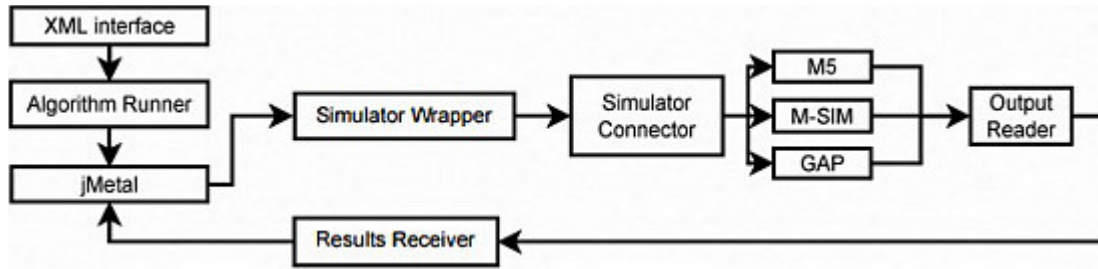 XML interface
Algorithm Runner
jMetal
Simulator Wrapper
Simulator
Connector
M5
M-SIM
GAP
Output
Reader
Results Receiver